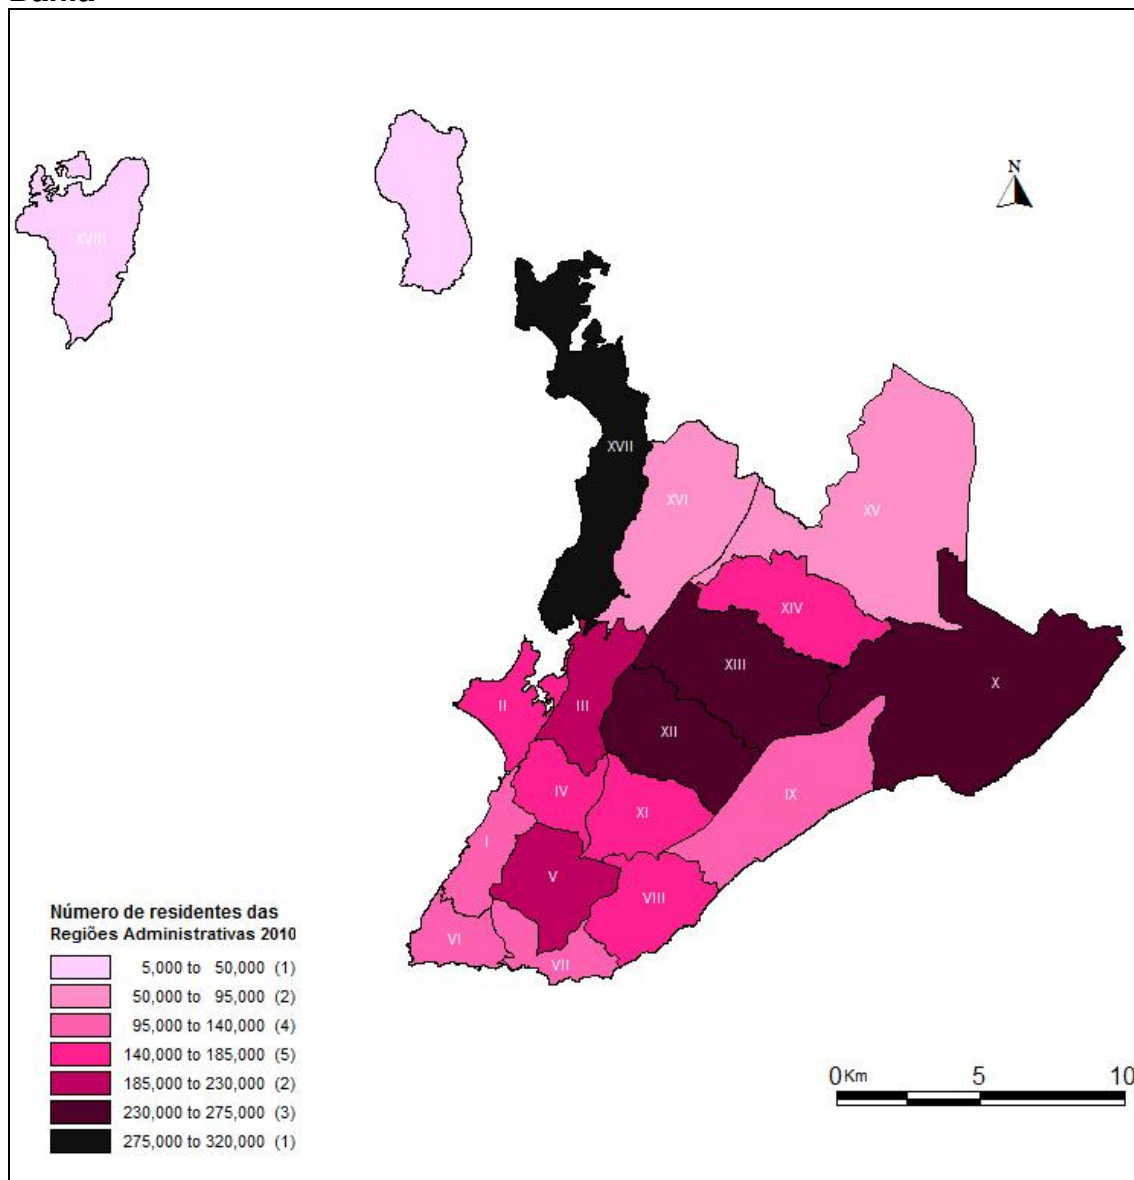 N
XVIII
XVII
XVI
XV
XIV
XIII
X
II
III
XII
IV
XI
IX
I
V
VIII
VI
VII
Número de residentes das
Regiões Administrativas 2010
5,000 to 50,000 (1)
50,000 to 95,000 (2)
95,000 to 140,000 (4)
140,000 to 185,000 (5)
185,000 to 230,000 (2)
230,000 to 275,000 (3)
275,000 to 320,000 (1)
0 Km 5 10